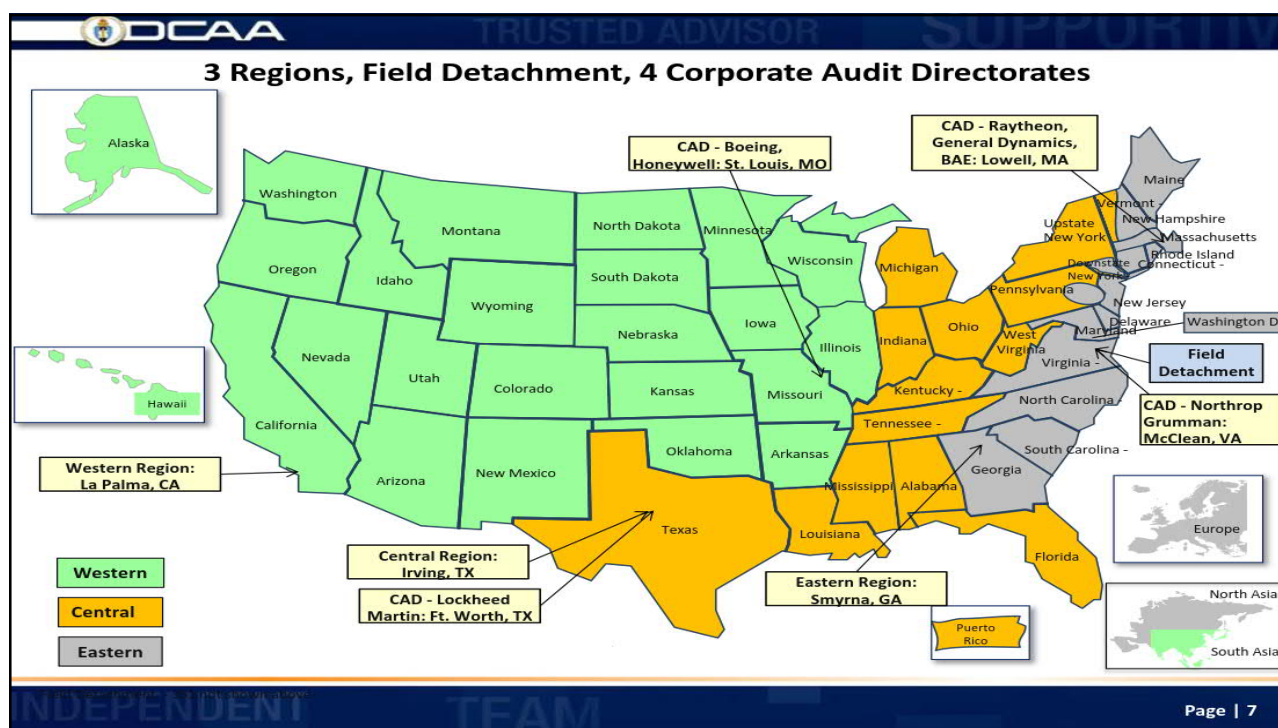 DCAA
TRUSTED ADVISOR
SUPPORTIV
3 Regions, Field Detachment, 4 Corporate Audit Directorates
Alaska
CAD - Boeing,
Honeywell: St. Louis, MO
CAD - Raytheon,
General Dynamics,
BAE: Lowell, MA
Washington
Montana
North Dakota
Minnesota
Maine
Vermont -
New Hampshire
Upstate
New York
Massachusetts
Rhode Island
Connecticut -
Downstate
New York
Oregon
Idaho
South Dakota
Wisconsin
Michigan
Pennsylvania
Wyoming
New Jersey
Delaware
Maryland
Washington D
Iowa
Nebraska
Illinois
Indiana
Ohio
West
Virginia
Virginia -
Field
Detachment
Nevada
Utah
Colorado
Kansas
Missouri
Kentucky -
North Carolina -
CAD - Northrop
Grumman:
McClean, VA
Hawaii
California
Tennessee -
South Carolina -
Oklahoma
Arkansas
Georgia
Western Region:
La Palma, CA
Arizona
New Mexico
Mississippi
Alabama
Europe
Texas
Louisiana
Florida
Central Region:
Irving, TX
CAD - Lockheed
Martin: Ft. Worth, TX
Eastern Region:
Smyrna, GA
Western
Central
Eastern
Puerto
Rico
North Asia
South Asia
INDEPENDENT
TEAM
Page | 7